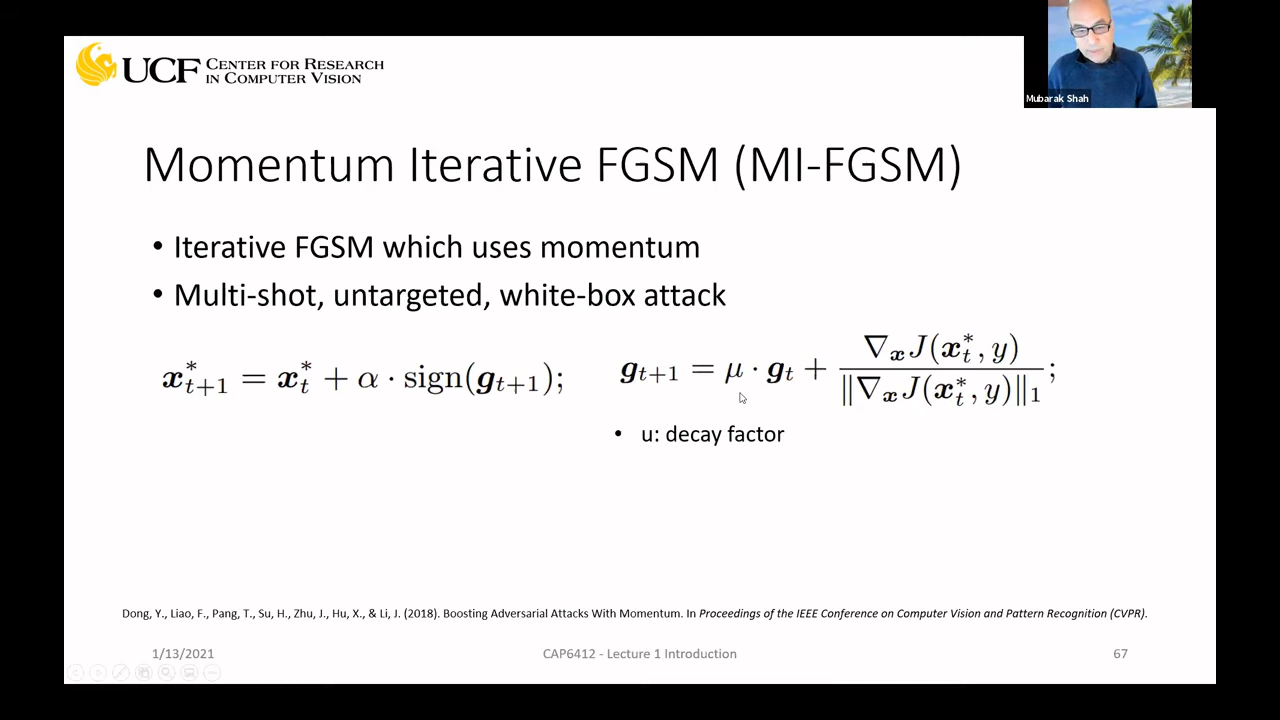 UCF CENTER FOR RESEARCH
IN COMPUTER VISION
Mubarak Shah
Momentum Iterative FGSM (MI-FGSM)
• Iterative FGSM which uses momentum
• Multi-shot, untargeted, white-box attack
x*_{t+1} = x*_t + α · sign(g_{t+1});
g_{t+1} = μ · g_t + ∇_x J(x*_t, y) / ‖∇_x J(x*_t, y)‖_1;
• u: decay factor
Dong, Y., Liao, F., Pang, T., Su, H., Zhu, J., Hu, X., & Li, J. (2018). Boosting Adversarial Attacks With Momentum. In Proceedings of the IEEE Conference on Computer Vision and Pattern Recognition (CVPR).
1/13/2021
CAP6412 - Lecture 1 Introduction
67